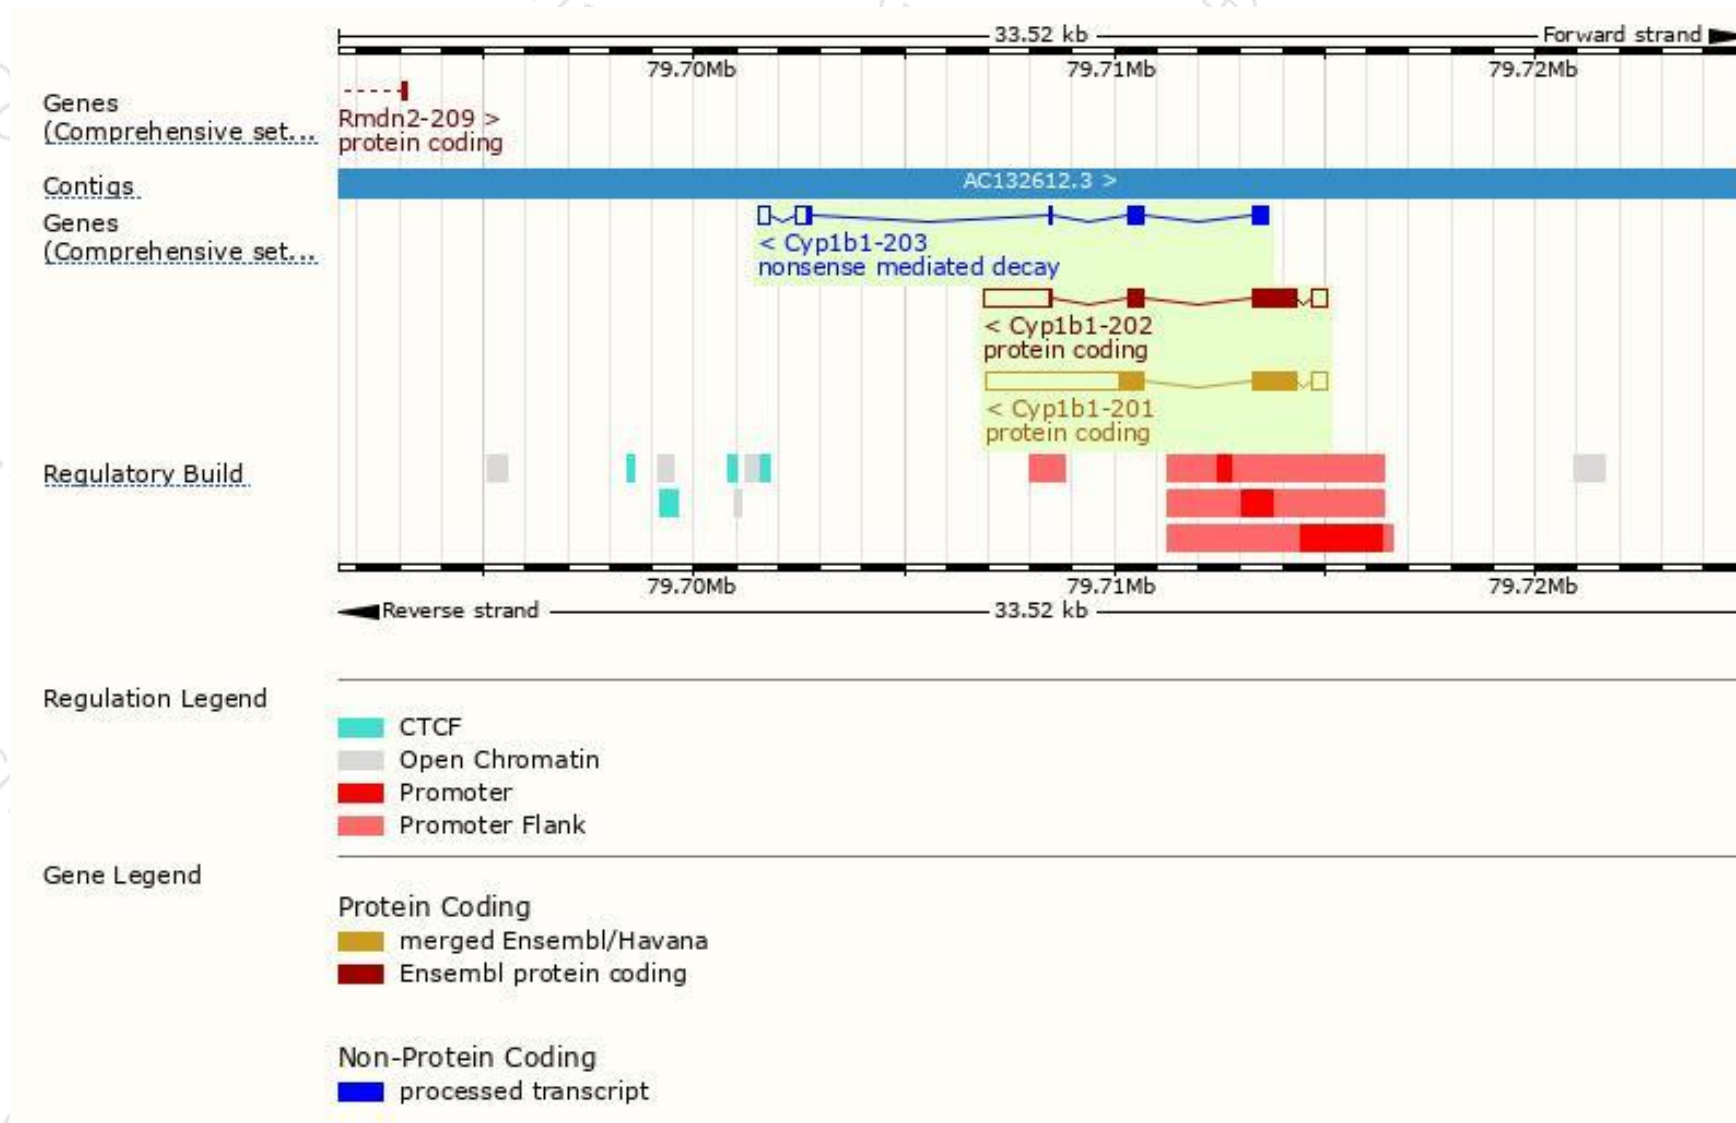 33.52 kb
Forward strand
79.70Mb
79.71Mb
79.72Mb
Genes
(Comprehensive set...
Rmdn2-209 >
protein coding
Contigs
AC132612.3 >
Genes
(Comprehensive set...
< Cyp1b1-203
nonsense mediated decay
< Cyp1b1-202
protein coding
< Cyp1b1-201
protein coding
Regulatory Build
79.70Mb
79.71Mb
79.72Mb
Reverse strand
33.52 kb
Regulation Legend
CTCF
Open Chromatin
Promoter
Promoter Flank
Gene Legend
Protein Coding
merged Ensembl/Havana
Ensembl protein coding
Non-Protein Coding
processed transcript